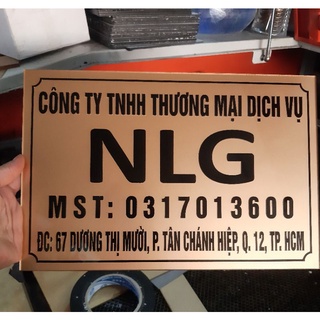 CÔNG TY TNHH THƯƠNG MẠI DỊCH VỤ
NLG
MST: 0317013600
ĐC: 67 DƯƠNG THỊ MƯỜI, P. TÂN CHÁNH HIỆP, Q. 12, TP. HCM